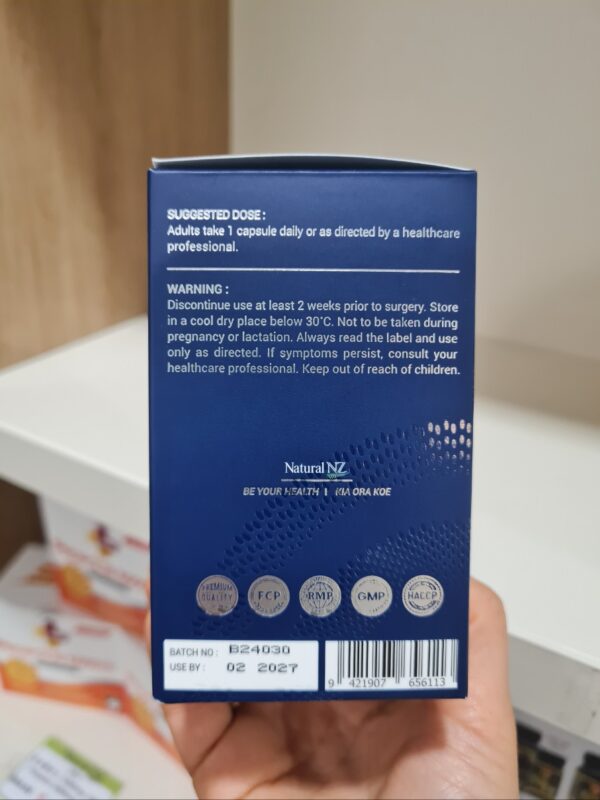 SUGGESTED DOSE :
Adults take 1 capsule daily or as directed by a healthcare
professional.
WARNING :
Discontinue use at least 2 weeks prior to surgery. Store
in a cool dry place below 30°C. Not to be taken during
pregnancy or lactation. Always read the label and use
only as directed. If symptoms persist, consult your
healthcare professional. Keep out of reach of children.
Natural NZ
BE YOUR HEALTH | KIA ORA KOE
PREMIUM QUALITY FCP RMP GMP HACCP
BATCH NO : B24030
USE BY : 02 2027
9 421907 656113